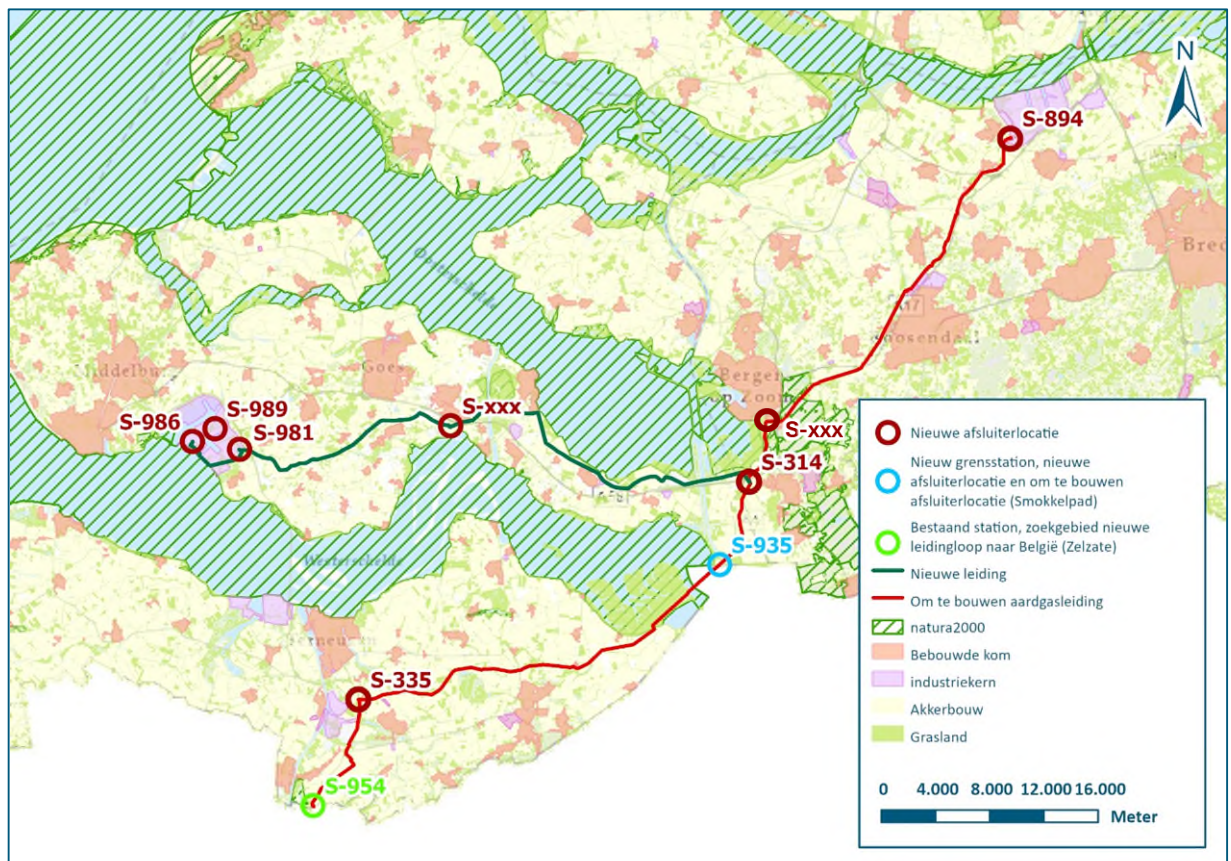 N
S-894
Oosterschelde
Bred
A17
Roosendaal
Middelbu
Goes
Bergen
op Zoom
S-xxx
S-986
S-989
S-981
S-xxx
S-314
S-935
Westerschelde
Terneuzen
S-335
S-954
Nieuwe afsluiterlocatie
Nieuw grensstation, nieuwe
afsluiterlocatie en om te bouwen
afsluiterlocatie (Smokkelpad)
Bestaand station, zoekgebied nieuwe
leidingloop naar België (Zelzate)
Nieuwe leiding
Om te bouwen aardgasleiding
natura2000
Bebouwde kom
industriekern
Akkerbouw
Grasland
0 4.000 8.000 12.000 16.000
Meter